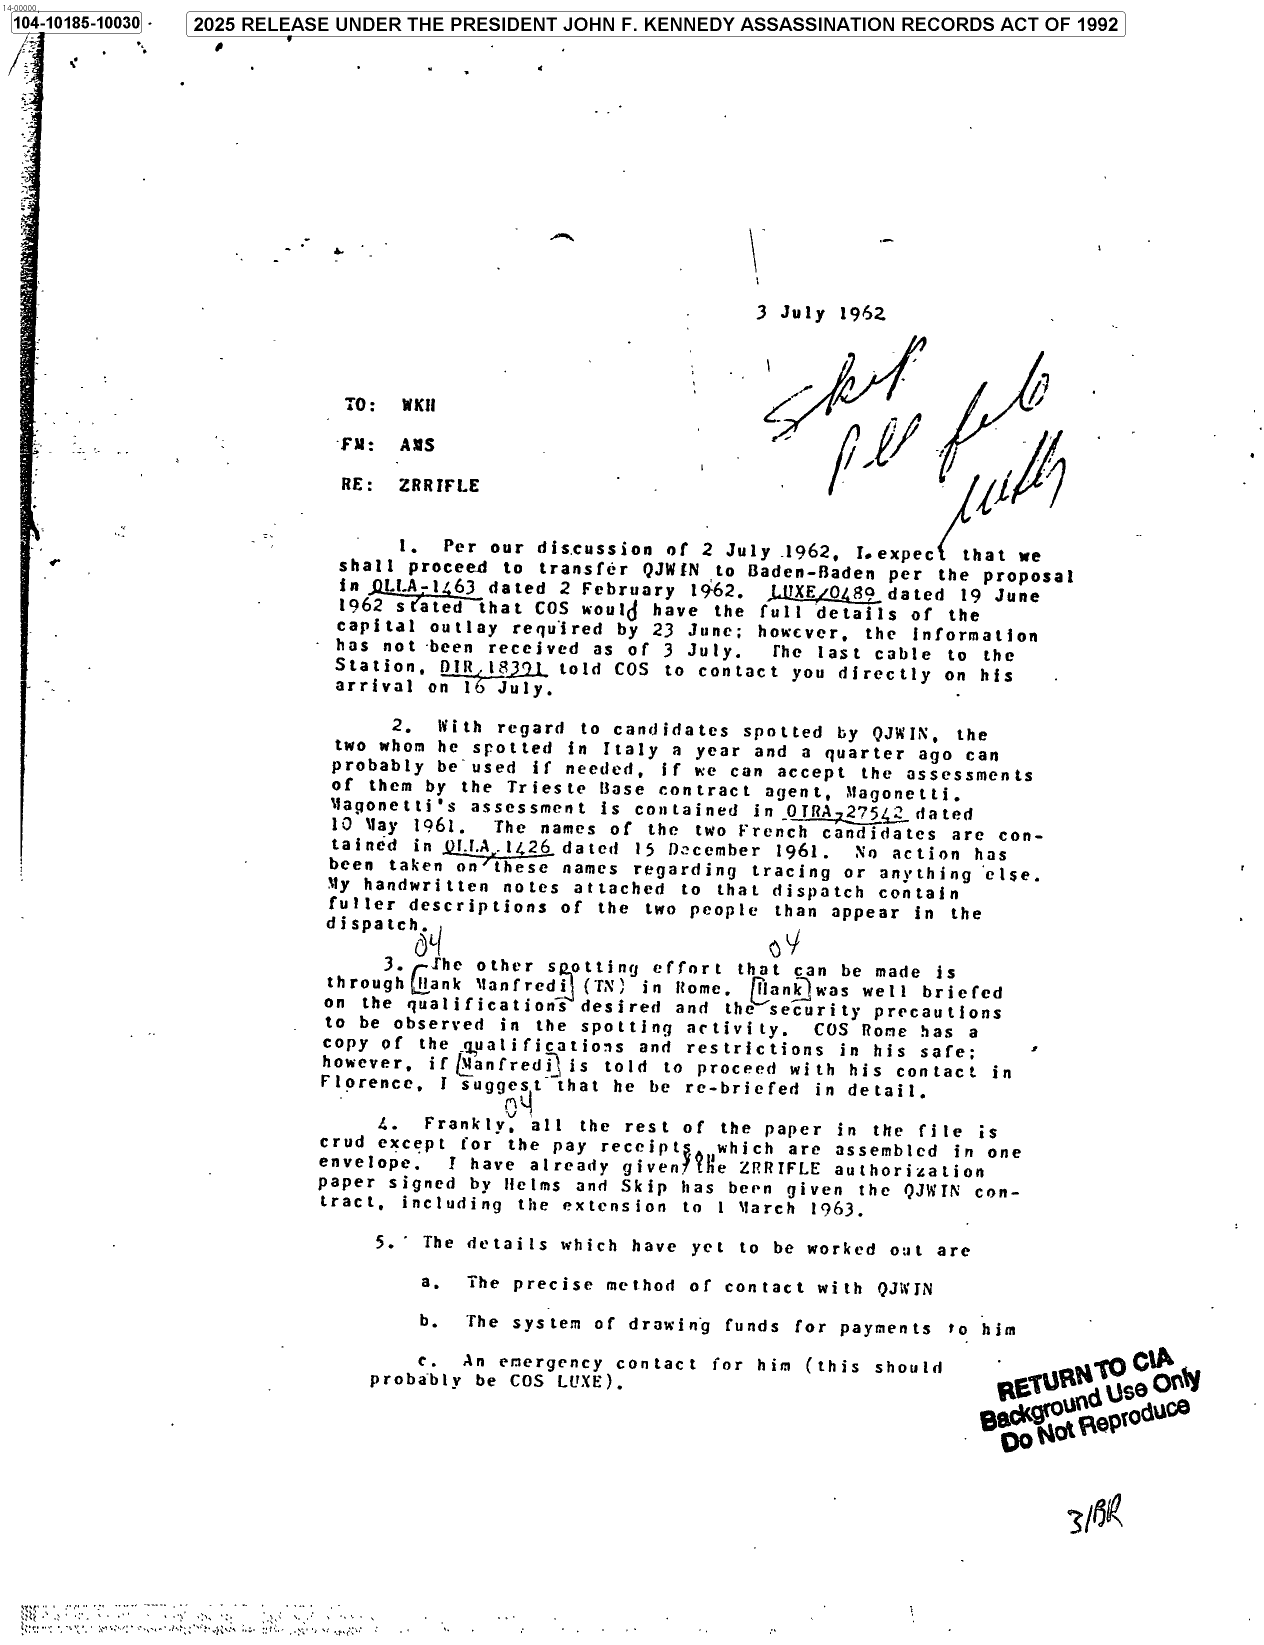 14-00000
104-10185-10030
2025 RELEASE UNDER THE PRESIDENT JOHN F. KENNEDY ASSASSINATION RECORDS ACT OF 1992
3 July 1962
Skip
Pls file
TO: WKH
FM: AMS
RE: ZRRIFLE
1. Per our discussion of 2 July 1962, I expect that we
shall proceed to transfer QJWIN to Baden-Baden per the proposal
in OLLA-1463 dated 2 February 1962. LUXE/0489 dated 19 June
1962 stated that COS would have the full details of the
capital outlay required by 23 June; however, the information
has not been received as of 3 July. The last cable to the
Station, DIR 18391 told COS to contact you directly on his
arrival on 16 July.
2. With regard to candidates spotted by QJWIN, the
two whom he spotted in Italy a year and a quarter ago can
probably be used if needed, if we can accept the assessments
of them by the Trieste Base contract agent, Magonetti.
Magonetti's assessment is contained in OIRA-27542 dated
10 May 1961. The names of the two French candidates are con-
tained in OLLA 1426 dated 15 December 1961. No action has
been taken on these names regarding tracing or anything else.
My handwritten notes attached to that dispatch contain
fuller descriptions of the two people than appear in the
dispatch.
04 04
3. The other spotting effort that can be made is
through [Hank Manfredi] (TN) in Rome. [Hank] was well briefed
on the qualifications desired and the security precautions
to be observed in the spotting activity. COS Rome has a
copy of the qualifications and restrictions in his safe;
however, if [Manfredi] is told to proceed with his contact in
Florence, I suggest that he be re-briefed in detail.
04
4. Frankly, all the rest of the paper in the file is
crud except for the pay receipts, which are assembled in one
envelope. I have already given you the ZRRIFLE authorization
paper signed by Helms and Skip has been given the QJWIN con-
tract, including the extension to 1 March 1963.
5. The details which have yet to be worked out are
a. The precise method of contact with QJWIN
b. The system of drawing funds for payments to him
c. An emergency contact for him (this should
probably be COS LUXE).
RETURN TO CIA
Background Use Only
Do Not Reproduce
3/BR